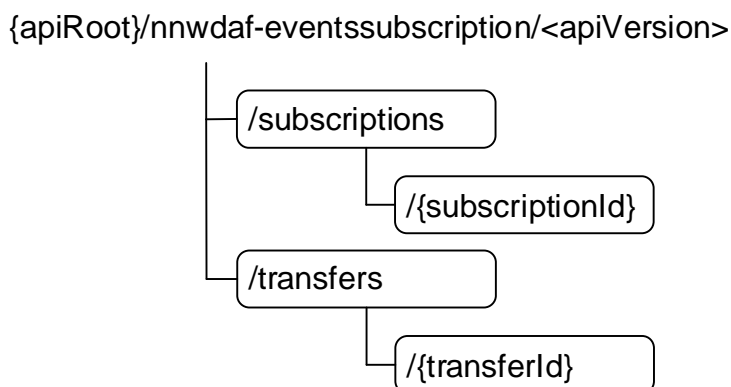 {apiRoot}/nnwdaf-eventssubscription/<apiVersion>
/subscriptions
/{subscriptionId}
/transfers
/{transferId}